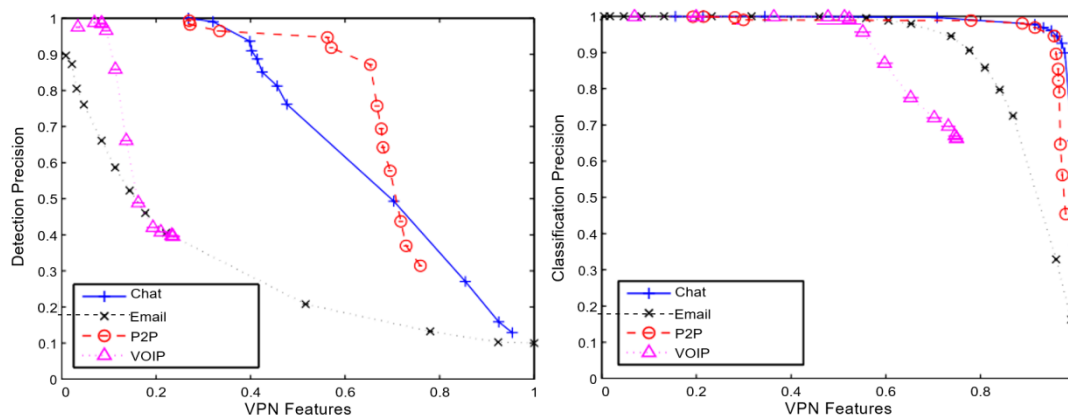 Detection Precision
1
0.9
0.8
0.7
0.6
0.5
0.4
0.3
0.2
0.1
0
0 0.2 0.4 0.6 0.8 1
VPN Features
Chat
Email
P2P
VOIP
Classification Precision
1
0.9
0.8
0.7
0.6
0.5
0.4
0.3
0.2
0.1
0
0 0.2 0.4 0.6 0.8
VPN Features
Chat
Email
P2P
VOIP